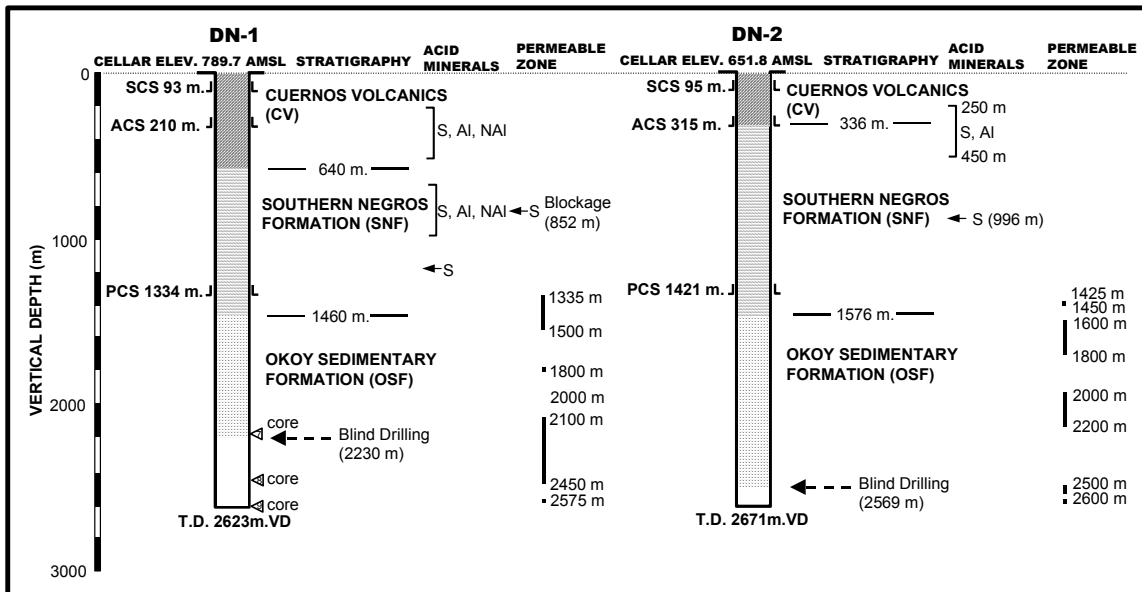 DN-1
CELLAR ELEV. 789.7 AMSL
STRATIGRAPHY
ACID
MINERALS
PERMEABLE
ZONE
SCS 93 m.
ACS 210 m.
CUERNOS VOLCANICS
(CV)
S, Al, NAl
640 m.
SOUTHERN NEGROS
FORMATION (SNF)
S, Al, NAl
S
Blockage
(852 m)
S
PCS 1334 m.
1460 m.
OKOY SEDIMENTARY
FORMATION (OSF)
1335 m
1500 m
1800 m
2000 m
2100 m
2450 m
2575 m
core
Blind Drilling
(2230 m)
core
core
T.D. 2623m.VD
DN-2
CELLAR ELEV. 651.8 AMSL
STRATIGRAPHY
ACID
MINERALS
PERMEABLE
ZONE
SCS 95 m.
ACS 315 m.
CUERNOS VOLCANICS
(CV)
336 m.
250 m
S, Al
450 m
SOUTHERN NEGROS
FORMATION (SNF)
S (996 m)
PCS 1421 m.
1576 m.
OKOY SEDIMENTARY
FORMATION (OSF)
1425 m
1450 m
1600 m
1800 m
2000 m
2200 m
2500 m
2600 m
Blind Drilling
(2569 m)
T.D. 2671m.VD
VERTICAL DEPTH (m)
0
1000
2000
3000